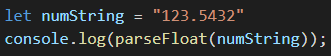 let numString = "123.5432"
console.log(parseFloat(numString));